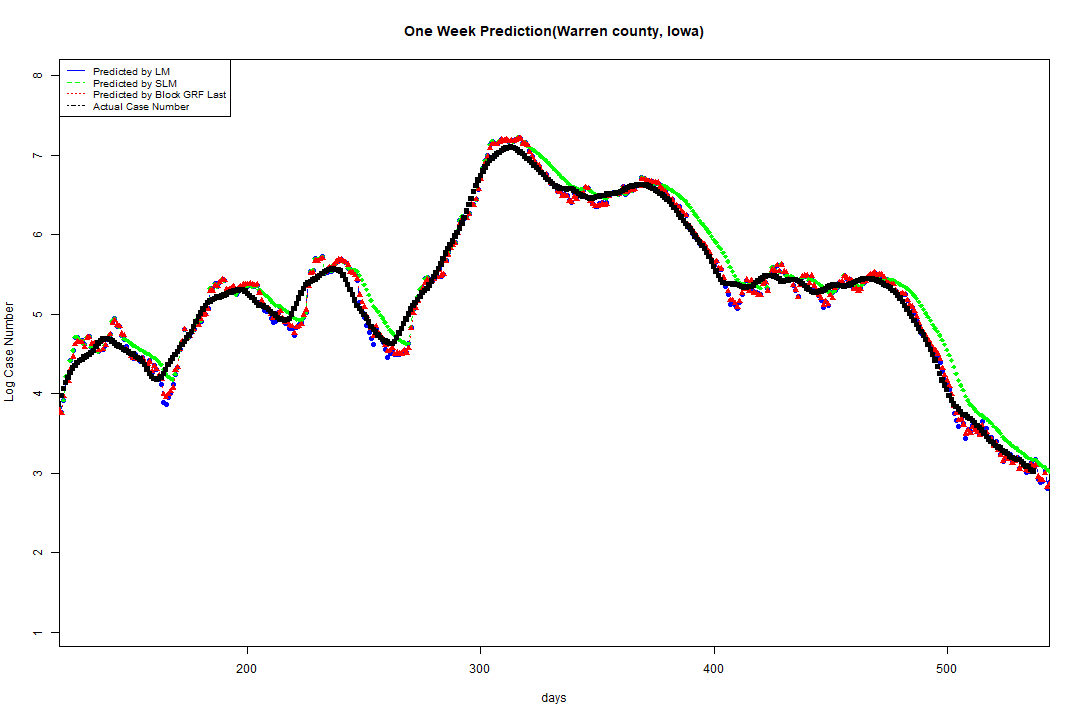 One Week Prediction(Warren county, Iowa)
Predicted by LM
Predicted by SLM
Predicted by Block GRF Last
Actual Case Number
8
7
6
5
4
3
2
1
Log Case Number
200 300 400 500
days